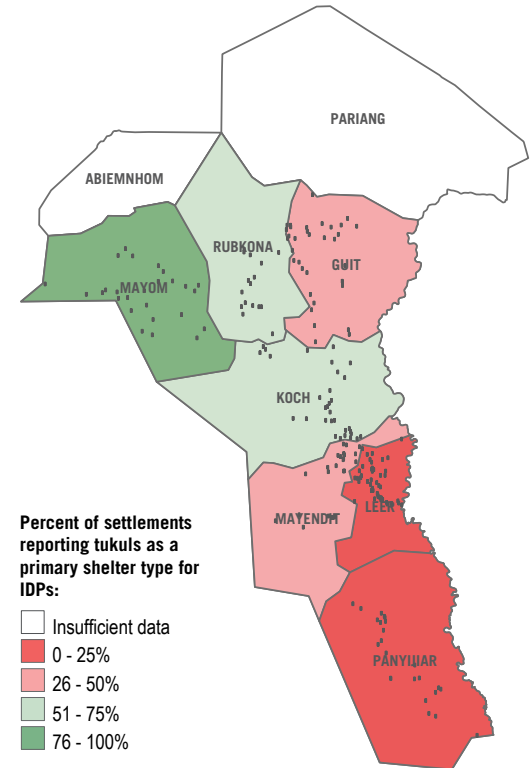 PARIANG
ABIEMNHOM
RUBKONA
GUIT
MAYOM
KOCH
MAYENDIT
LEER
PANYIJIAR
Percent of settlements
reporting tukuls as a
primary shelter type for
IDPs:
Insufficient data
0 - 25%
26 - 50%
51 - 75%
76 - 100%